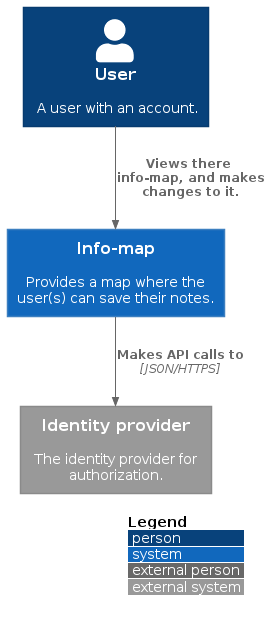 User
A user with an account.
Views there
info-map, and makes
changes to it.
Info-map
Provides a map where the
user(s) can save their notes.
Makes API calls to
[JSON/HTTPS]
Identity provider
The identity provider for
authorization.
Legend
person
system
external person
external system